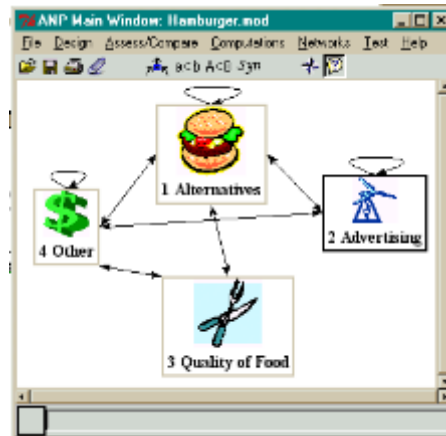 ANP Main Window: Hamburger.mod
File Design Assess/Compare Computations Networks Test Help
a<b A<B Syn
1 Alternatives
4 Other
2 Advertising
3 Quality of Food